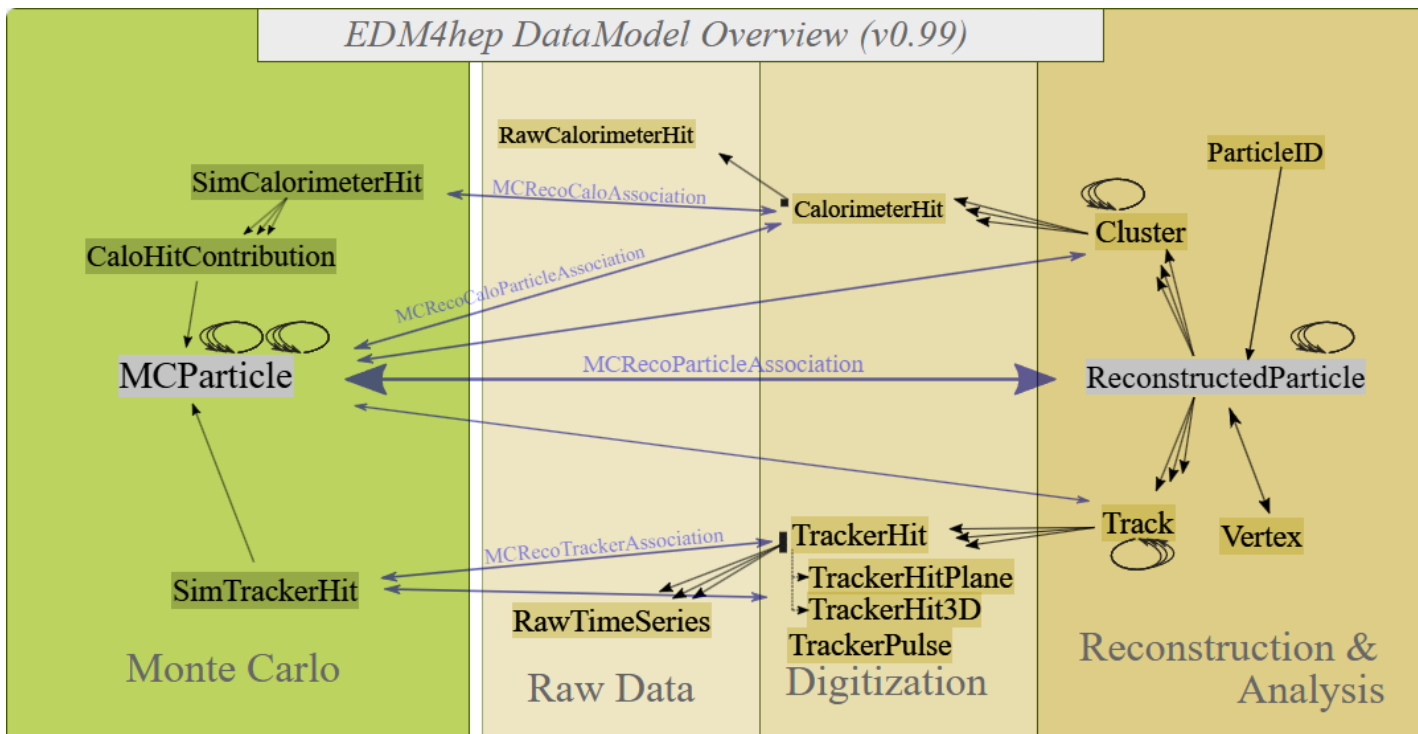 EDM4hep DataModel Overview (v0.99)
RawCalorimeterHit
ParticleID
SimCalorimeterHit
MCRecoCaloAssociation
CalorimeterHit
Cluster
CaloHitContribution
MCRecoCaloParticleAssociation
MCParticle
MCRecoParticleAssociation
ReconstructedParticle
MCRecoTrackerAssociation
TrackerHit
Track
Vertex
SimTrackerHit
TrackerHitPlane
TrackerHit3D
RawTimeSeries
TrackerPulse
Monte Carlo
Raw Data
Digitization
Reconstruction &
Analysis